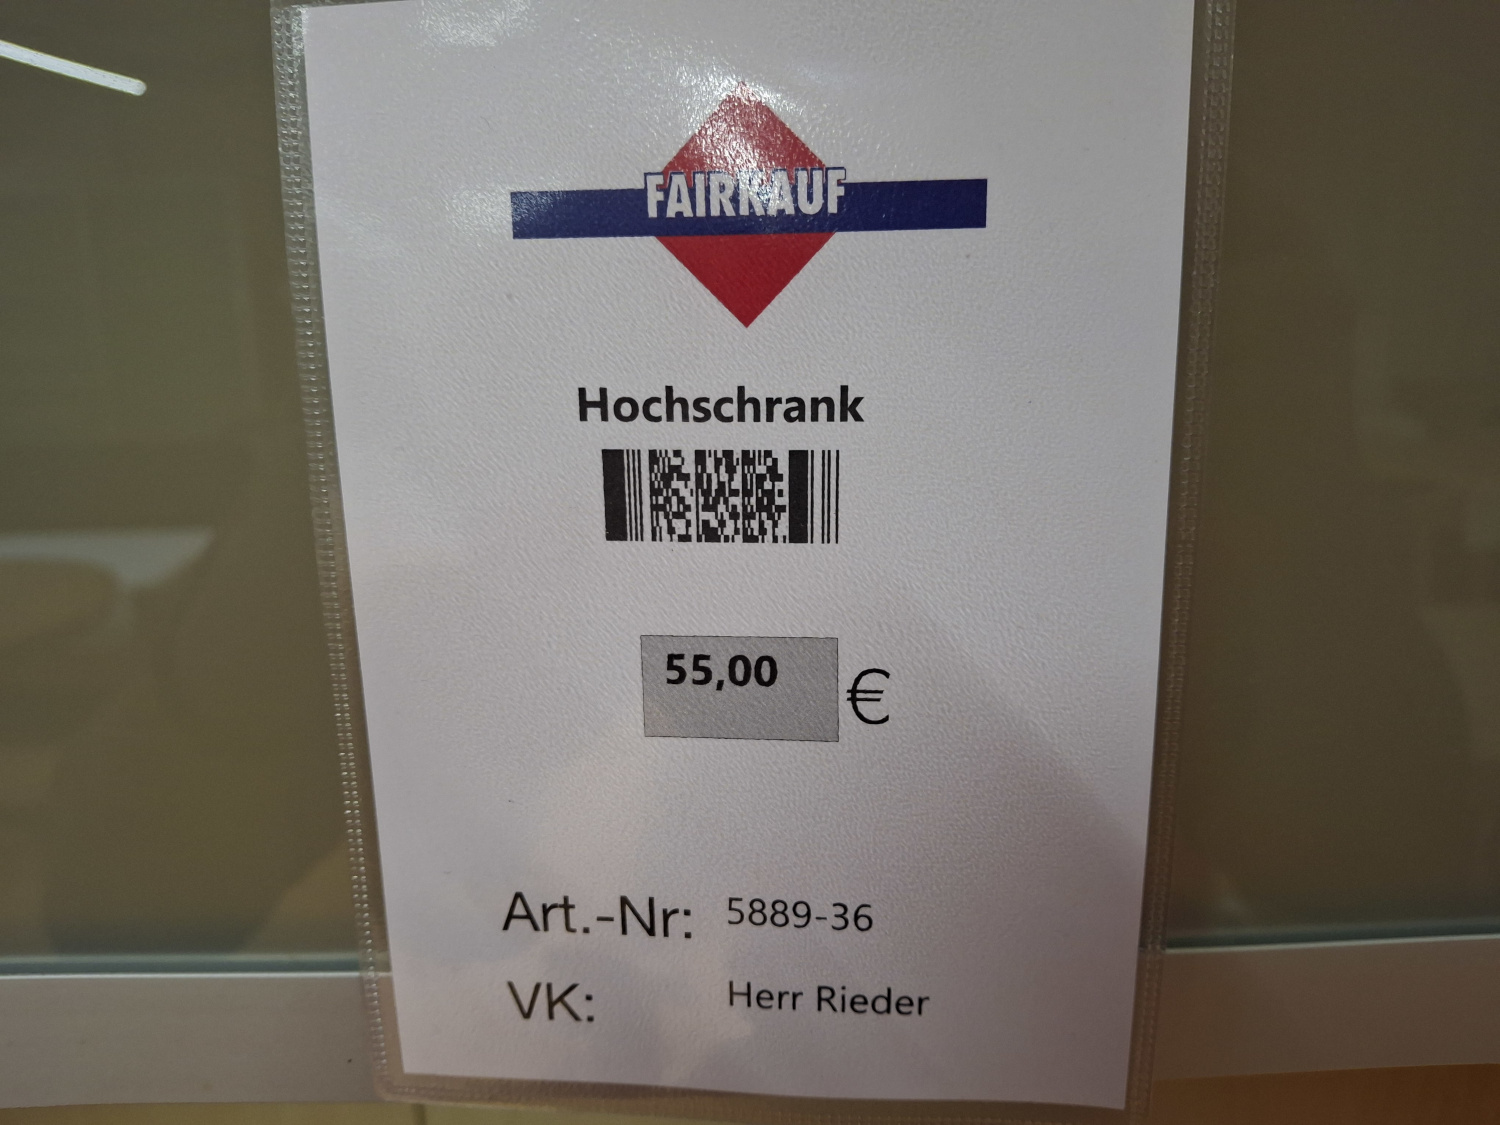 FAIRKAUF
Hochschrank
55,00 €
Art.-Nr: 5889-36
VK: Herr Rieder